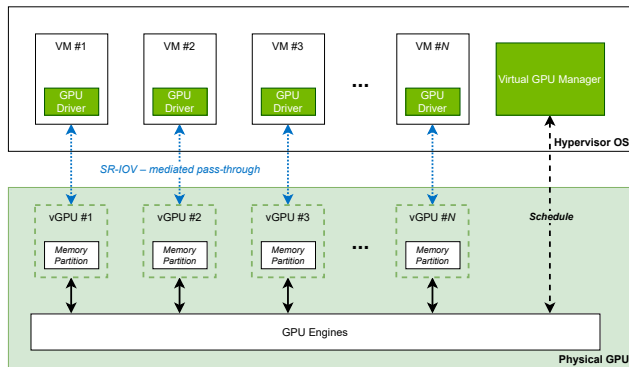 VM #1
VM #2
VM #3
VM #N
GPU
Driver
GPU
Driver
GPU
Driver
...
GPU
Driver
Virtual GPU Manager
Hypervisor OS
SR-IOV – mediated pass-through
vGPU #1
vGPU #2
vGPU #3
vGPU #N
Schedule
Memory
Partition
Memory
Partition
Memory
Partition
...
Memory
Partition
GPU Engines
Physical GPU